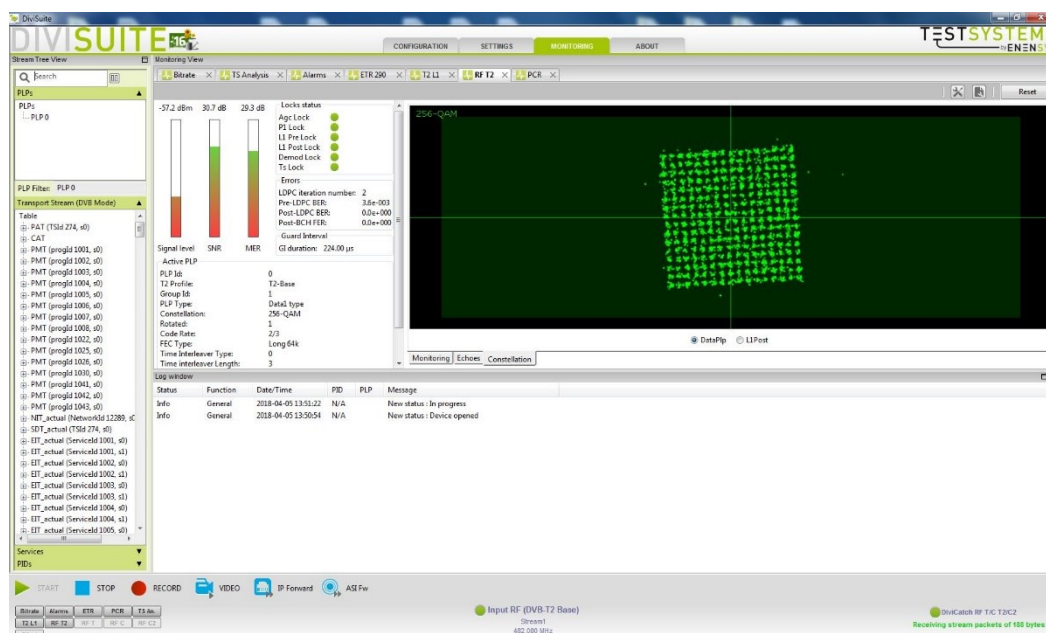 DiviSuite
DIVISUITE
-16
CONFIGURATION SETTINGS MONITORING ABOUT
TESTSYSTEM
BY ENENSYS
Stream Tree View
Search
PLPs
PLPs
PLP 0
PLP Filter: PLP 0
Transport Stream (DVB Mode)
Table
PAT (TSId 274, s0)
CAT
PMT (progId 1001, s0)
PMT (progId 1002, s0)
PMT (progId 1003, s0)
PMT (progId 1004, s0)
PMT (progId 1005, s0)
PMT (progId 1006, s0)
PMT (progId 1007, s0)
PMT (progId 1008, s0)
PMT (progId 1022, s0)
PMT (progId 1025, s0)
PMT (progId 1026, s0)
PMT (progId 1030, s0)
PMT (progId 1041, s0)
PMT (progId 1042, s0)
PMT (progId 1043, s0)
NIT_actual (NetworkId 12289, s0
SDT_actual (TSId 274, s0)
EIT_actual (ServiceId 1001, s0)
EIT_actual (ServiceId 1001, s1)
EIT_actual (ServiceId 1002, s0)
EIT_actual (ServiceId 1002, s1)
EIT_actual (ServiceId 1003, s0)
EIT_actual (ServiceId 1003, s1)
EIT_actual (ServiceId 1004, s0)
EIT_actual (ServiceId 1004, s1)
EIT_actual (ServiceId 1005, s0)
Services
PIDs
Monitoring View
Bitrate TS Analysis Alarms ETR 290 T2 L1 RF T2 PCR
Reset
-57.2 dBm 30.7 dB 29.3 dB
Signal level SNR MER
Locks status
Agc Lock
P1 Lock
L1 Pre Lock
L1 Post Lock
Demod Lock
Ts Lock
Errors
LDPC iteration number: 2
Pre-LDPC BER: 3.6e-003
Post-LDPC BER: 0.0e+000
Post-BCH FER: 0.0e+000
Guard Interval
GI duration: 224.00 µs
Active PLP
PLP Id: 0
T2 Profile: T2-Base
Group Id: 1
PLP Type: Data1 type
Constellation: 256-QAM
Rotated: 1
Code Rate: 2/3
FEC Type: Long 64k
Time Interleaver Type: 0
Time interleaver Length: 3
256-QAM
DataPlp L1Post
Monitoring Echoes Constellation
Log window
Status Function Date/Time PID PLP Message
Info General 2018-04-05 13:51:22 N/A New status : In progress
Info General 2018-04-05 13:50:54 N/A New status : Device opened
START STOP RECORD VIDEO IP Forward ASI Fw
Bitrate Alarms ETR PCR TS An.
T2 L1 RF T2 RF T RF C RF C2
Input RF (DVB-T2 Base)
Stream1
482.000 MHz
DiviCatch RF T/C T2/C2
Receiving stream packets of 188 bytes